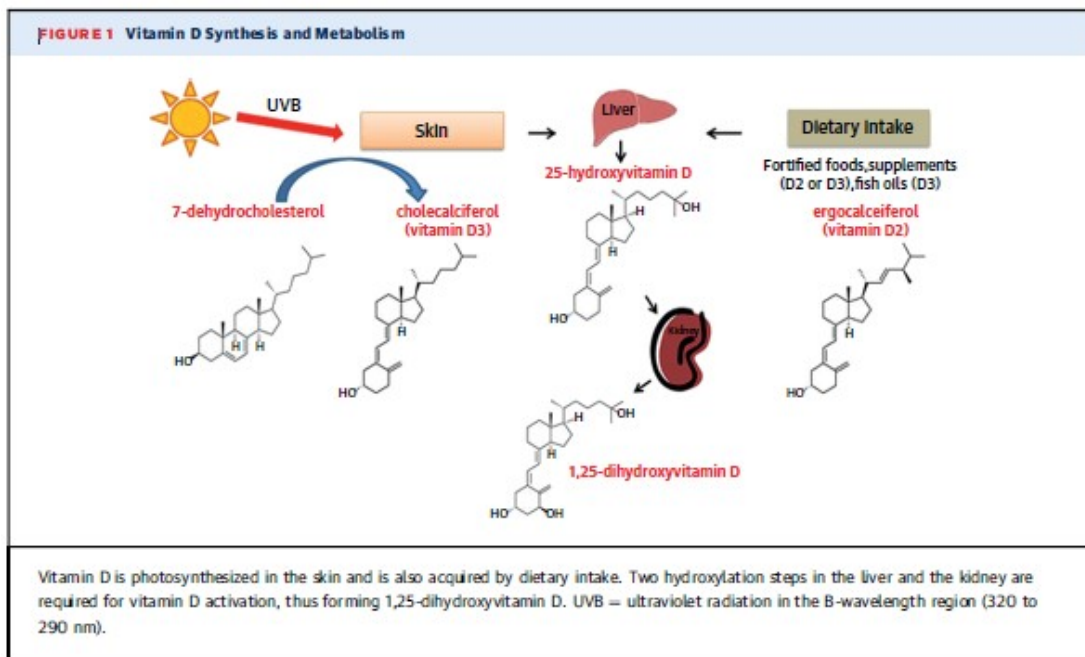 FIGURE 1 Vitamin D Synthesis and Metabolism
UVB
Skin
Liver
Dietary Intake
Fortified foods,supplements
(D2 or D3),fish oils (D3)
7-dehydrocholesterol
cholecalciferol
(vitamin D3)
25-hydroxyvitamin D
ergocalceiferol
(vitamin D2)
H
OH
H
HO
H
H
HO
H
H
HO
Kidney
H
H
HO
H
OH
H
1,25-dihydroxyvitamin D
HO
OH
Vitamin D is photosynthesized in the skin and is also acquired by dietary intake. Two hydroxylation steps in the liver and the kidney are
required for vitamin D activation, thus forming 1,25-dihydroxyvitamin D. UVB = ultraviolet radiation in the B-wavelength region (320 to
290 nm).